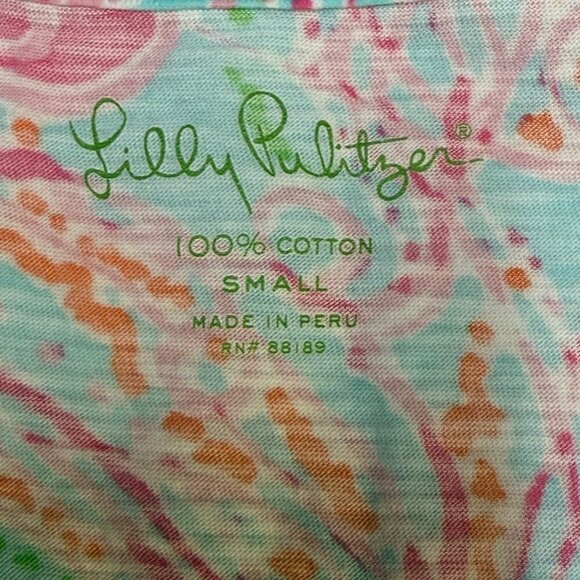 Lilly Pulitzer®
100% COTTON
SMALL
MADE IN PERU
RN# 88189